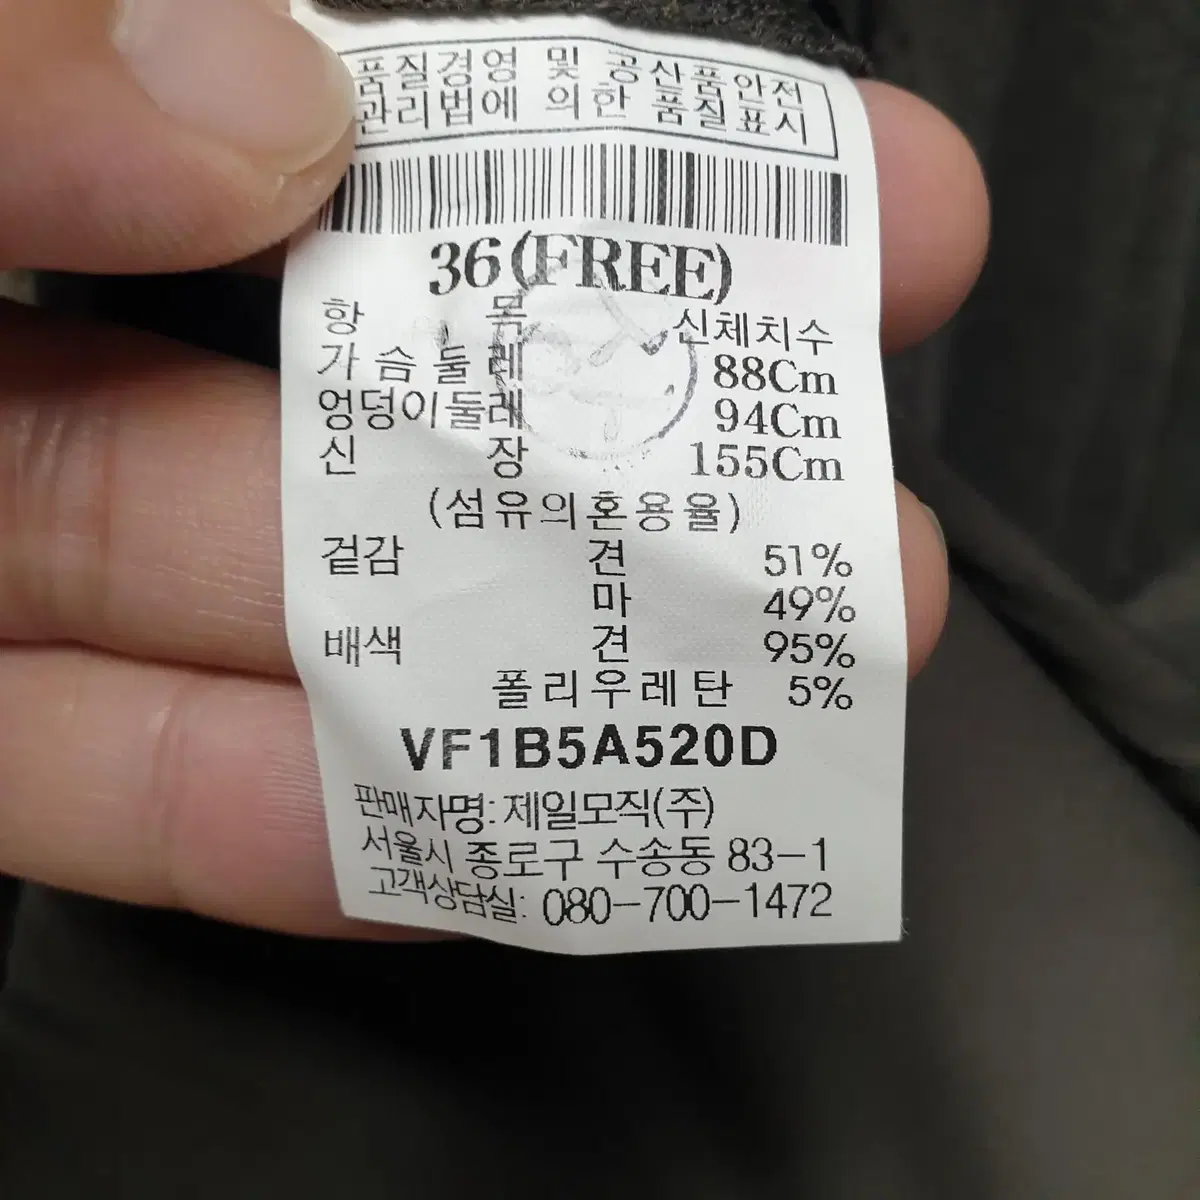 품질경영 및 공산품안전
관리법에 의한 품질표시
36(FREE)
항 목 신체치수
가슴둘레 88Cm
엉덩이둘레 94Cm
신 장 155Cm
(섬유의혼용율)
겉감 견 51%
마 49%
배색 견 95%
폴리우레탄 5%
VF1B5A520D
판매자명: 제일모직(주)
서울시 종로구 수송동 83-1
고객상담실: 080-700-1472